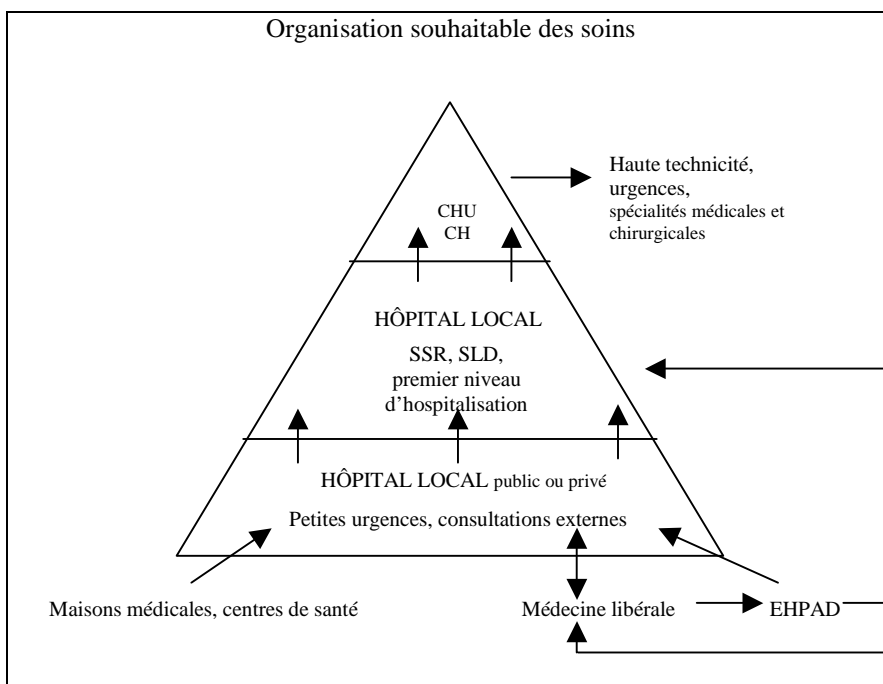 Organisation souhaitable des soins
Haute technicité,
urgences,
spécialités médicales et
chirurgicales
CHU
CH
HÔPITAL LOCAL
SSR, SLD,
premier niveau
d’hospitalisation
HÔPITAL LOCAL public ou privé
Petites urgences, consultations externes
Maisons médicales, centres de santé
Médecine libérale
EHPAD